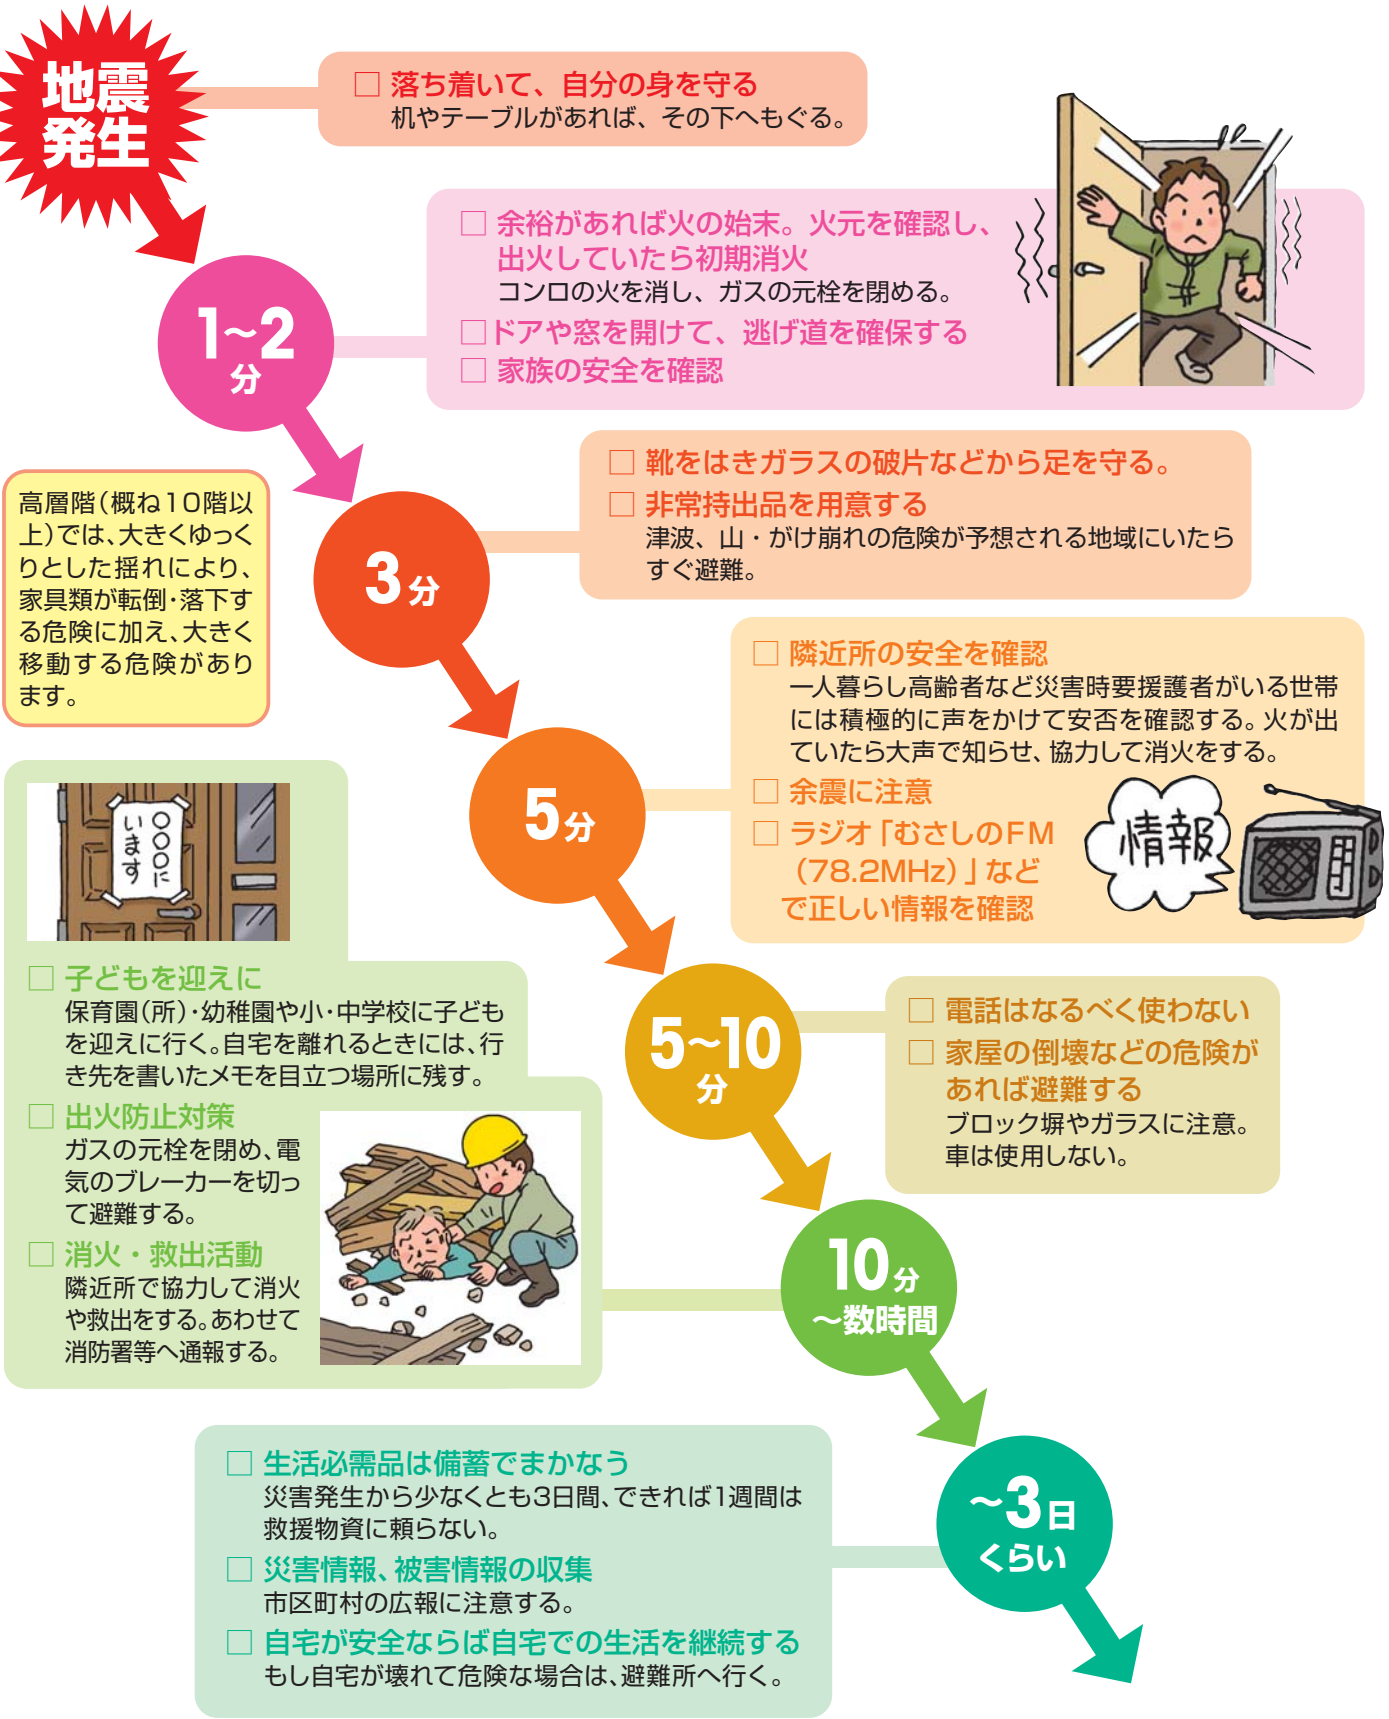 地震
発生
□ 落ち着いて、自分の身を守る
机やテーブルがあれば、その下へもぐる。
1～2
分
□ 余裕があれば火の始末。火元を確認し、
出火していたら初期消火
コンロの火を消し、ガスの元栓を閉める。
□ ドアや窓を開けて、逃げ道を確保する
□ 家族の安全を確認
3分
□ 靴をはきガラスの破片などから足を守る。
□ 非常持出品を用意する
津波、山・がけ崩れの危険が予想される地域にいたら
すぐ避難。
高層階（概ね10階以
上）では、大きくゆっく
りとした揺れにより、
家具類が転倒・落下す
る危険に加え、大きく
移動する危険があり
ます。
5分
□ 隣近所の安全を確認
一人暮らし高齢者など災害時要援護者がいる世帯
には積極的に声をかけて安否を確認する。火が出
ていたら大声で知らせ、協力して消火をする。
□ 余震に注意
□ ラジオ「むさしのFM
（78.2MHz）」など
で正しい情報を確認
情報
5～10
分
□ 電話はなるべく使わない
□ 家屋の倒壊などの危険が
あれば避難する
ブロック塀やガラスに注意。
車は使用しない。
10分
～数時間
○○○に
います
□ 子どもを迎えに
保育園（所）・幼稚園や小・中学校に子ども
を迎えに行く。自宅を離れるときには、行
き先を書いたメモを目立つ場所に残す。
□ 出火防止対策
ガスの元栓を閉め、電
気のブレーカーを切っ
て避難する。
□ 消火・救出活動
隣近所で協力して消火
や救出をする。あわせて
消防署等へ通報する。
～3日
くらい
□ 生活必需品は備蓄でまかなう
災害発生から少なくとも3日間、できれば1週間は
救援物資に頼らない。
□ 災害情報、被害情報の収集
市区町村の広報に注意する。
□ 自宅が安全ならば自宅での生活を継続する
もし自宅が壊れて危険な場合は、避難所へ行く。